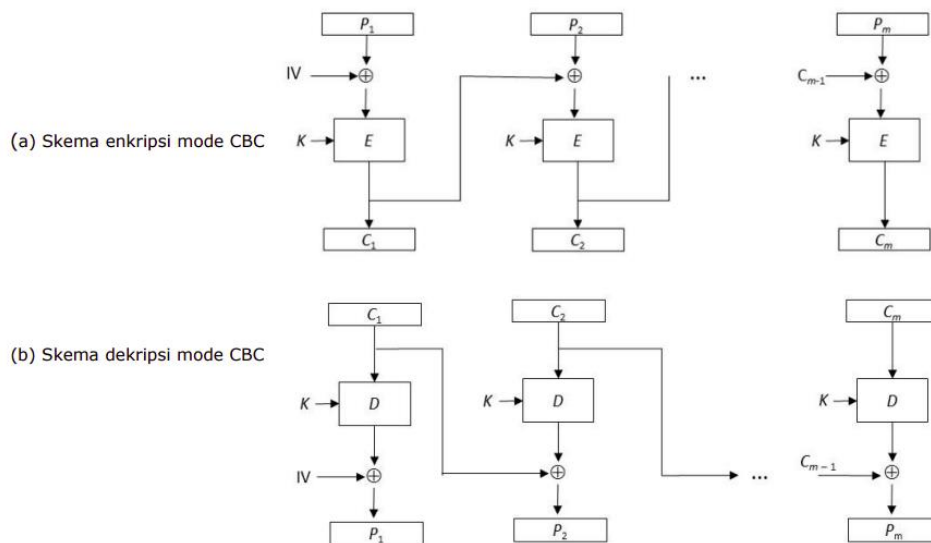 P₁ P₂ Pₘ
IV ⊕ ⊕ ... Cₘ₋₁ ⊕
(a) Skema enkripsi mode CBC
K E K E K E
C₁ C₂ Cₘ
C₁ C₂ Cₘ
(b) Skema dekripsi mode CBC
K D K D K D
IV ⊕ ⊕ ... Cₘ₋₁ ⊕
P₁ P₂ Pₘ